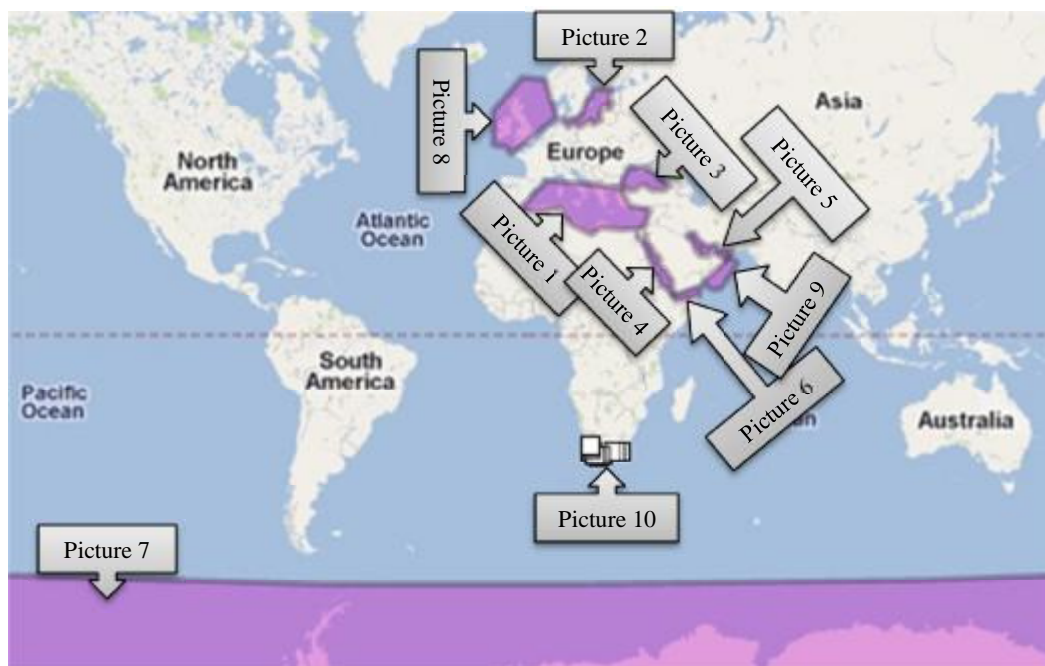 Picture 2
Picture 8
Picture 3
Asia
Picture 5
North
America
Europe
Atlantic
Ocean
Picture 1
Picture 4
Picture 9
South
America
Pacific
Ocean
Picture 6
Australia
Picture 10
Picture 7